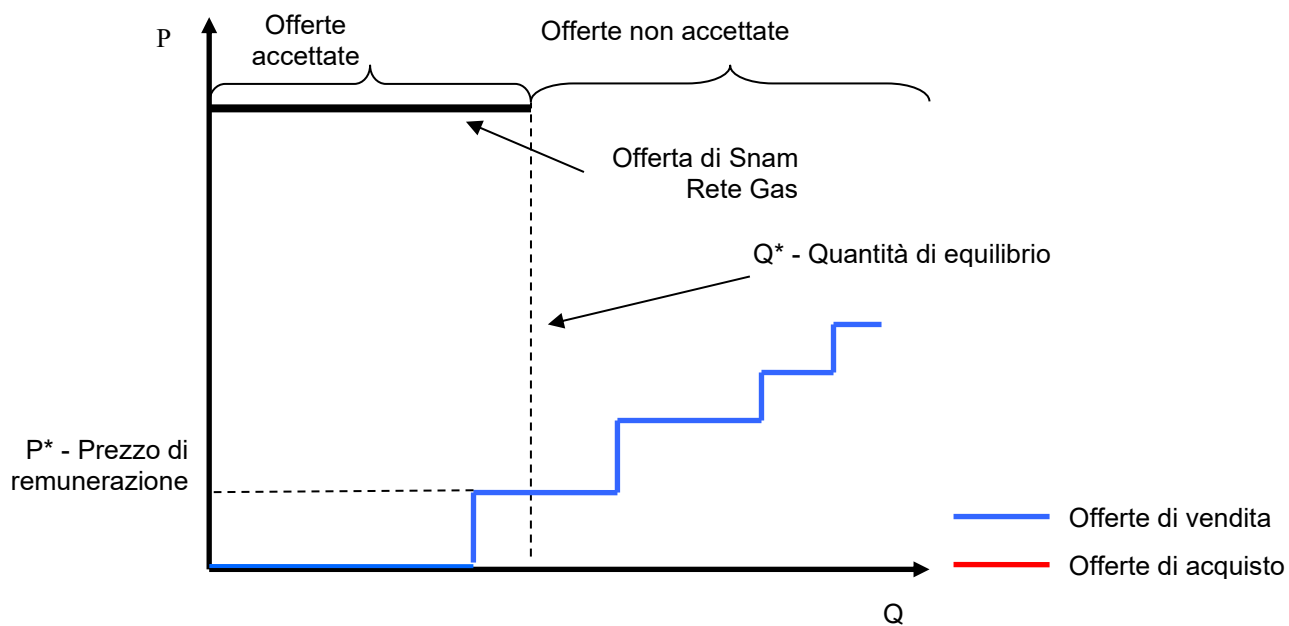 P
Offerte
accettate
Offerte non accettate
Offerta di Snam
Rete Gas
Q* - Quantità di equilibrio
P* - Prezzo di
remunerazione
Offerte di vendita
Offerte di acquisto
Q